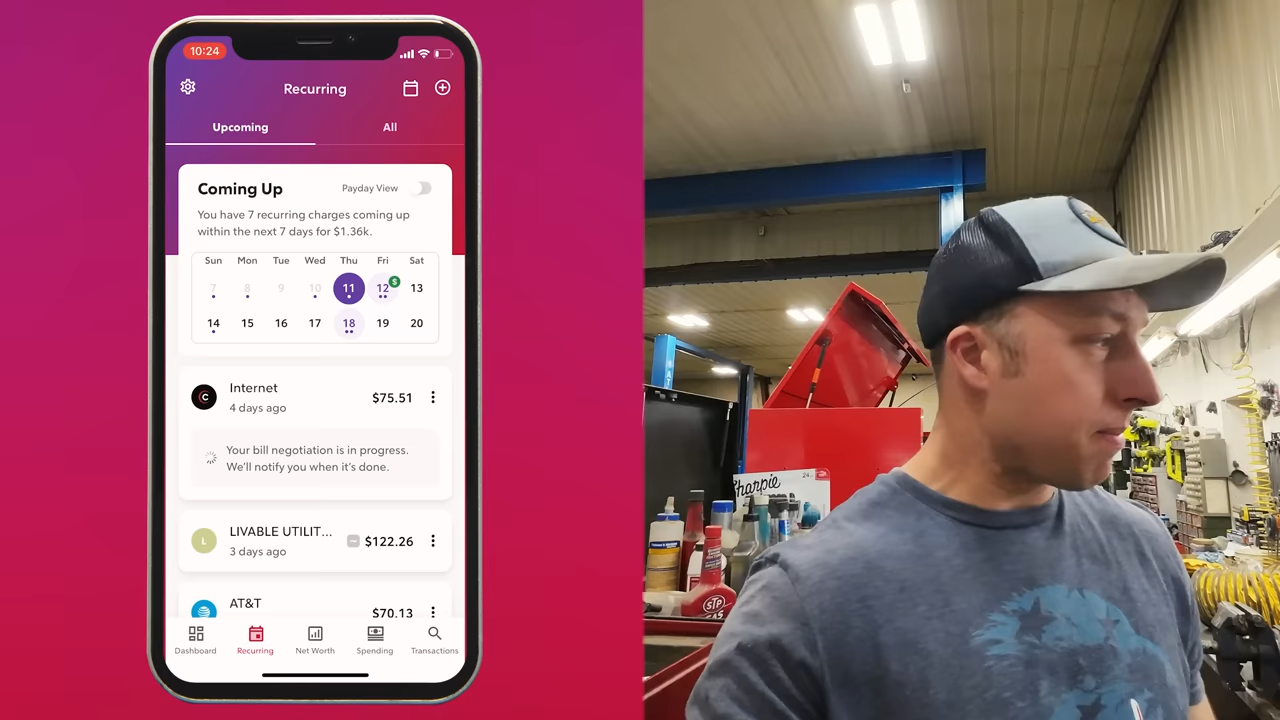 10:24
Recurring
Upcoming
All
Coming Up
Payday View
You have 7 recurring charges coming up
within the next 7 days for $1.36k.
Sun Mon Tue Wed Thu Fri Sat
7 8 9 10 11 12 $ 13
14 15 16 17 18 19 20
Internet
4 days ago
$75.51
C
Your bill negotiation is in progress.
We'll notify you when it's done.
L
LIVABLE UTILIT...
3 days ago
$122.26
AT&T
$70.13
Dashboard
Recurring
Net Worth
Spending
Transactions
Sharpie
24
STP
GAS